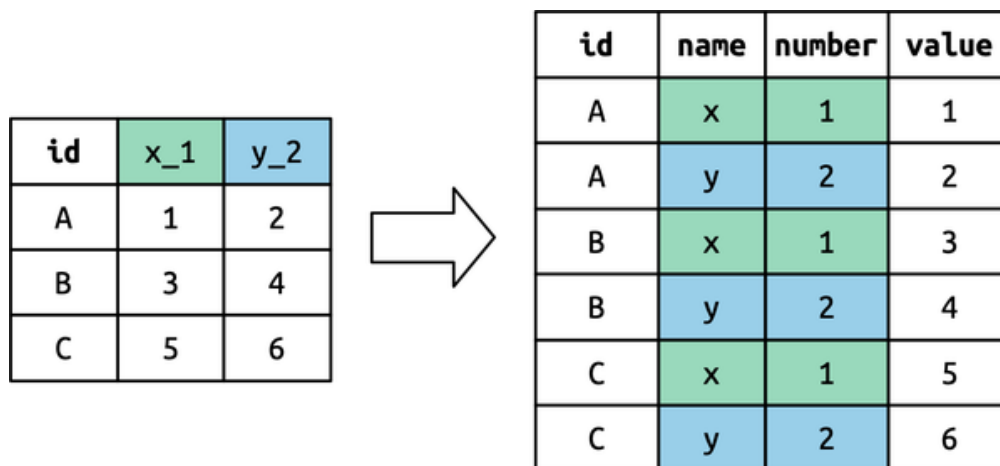 id x_1 y_2
A 1 2
B 3 4
C 5 6
id name number value
A x 1 1
A y 2 2
B x 1 3
B y 2 4
C x 1 5
C y 2 6